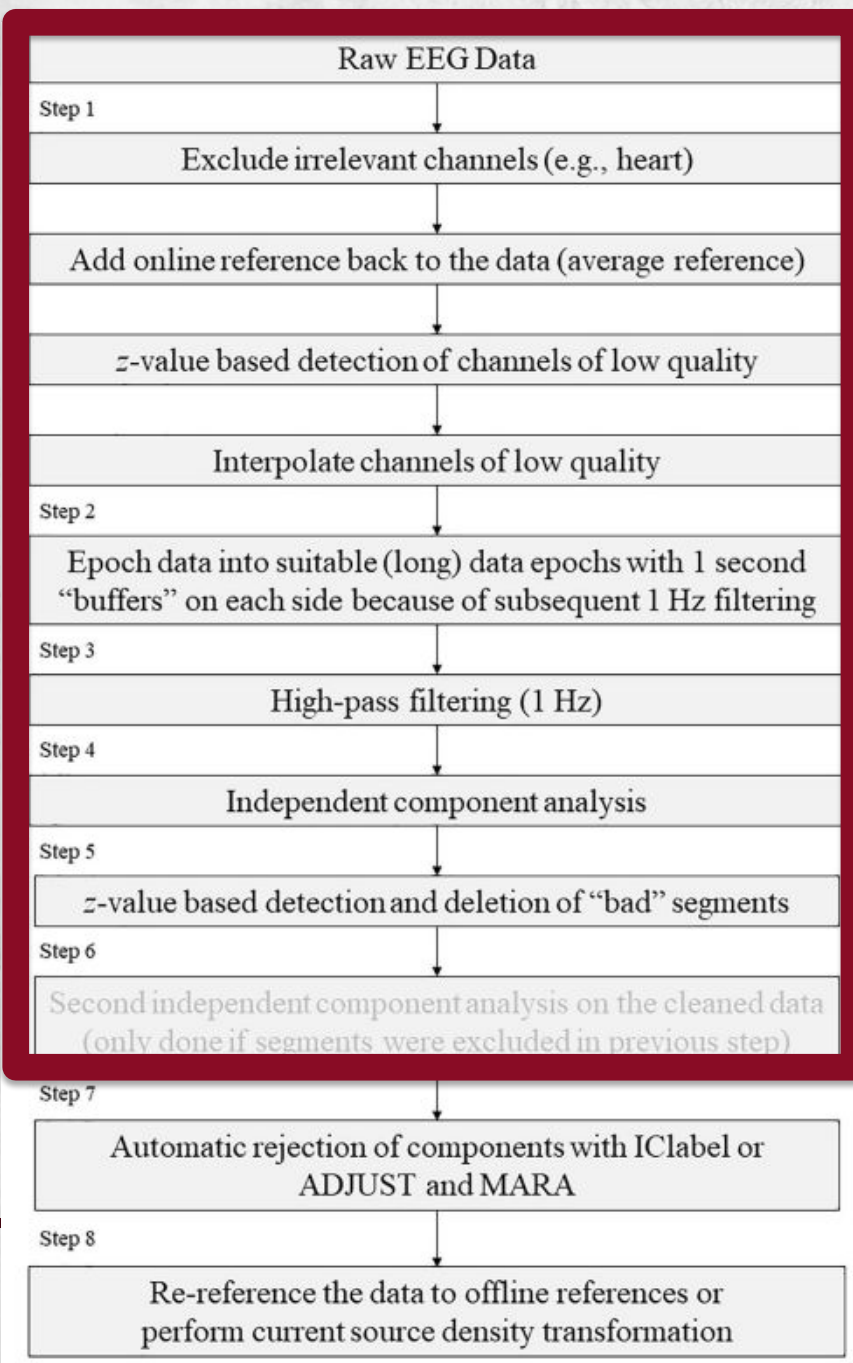 Raw EEG Data
Step 1
Exclude irrelevant channels (e.g., heart)
Add online reference back to the data (average reference)
z-value based detection of channels of low quality
Interpolate channels of low quality
Step 2
Epoch data into suitable (long) data epochs with 1 second
“buffers” on each side because of subsequent 1 Hz filtering
Step 3
High-pass filtering (1 Hz)
Step 4
Independent component analysis
Step 5
z-value based detection and deletion of “bad” segments
Step 6
Second independent component analysis on the cleaned data
(only done if segments were excluded in previous step)
Step 7
Automatic rejection of components with IClabel or
ADJUST and MARA
Step 8
Re-reference the data to offline references or
perform current source density transformation